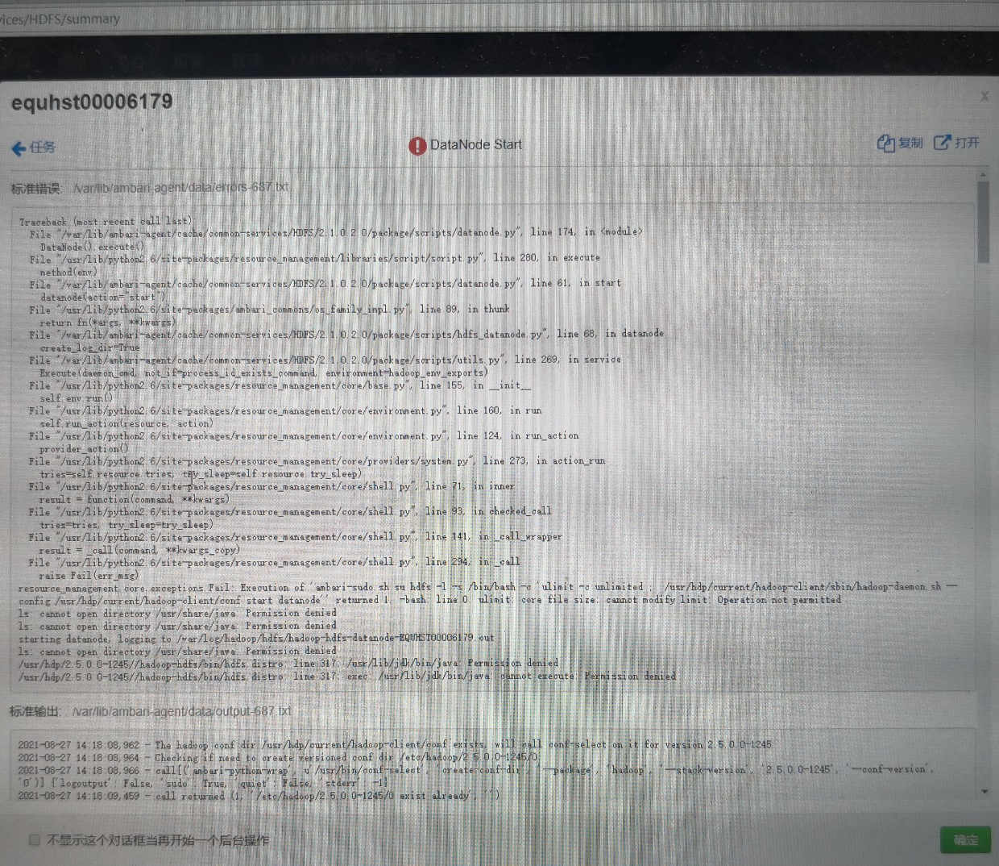 ices/HDFS/summary
equhst00006179
x
任务
! DataNode Start
复制 打开
标准错误: /var/lib/ambari-agent/data/errors-687.txt
Traceback (most recent call last):
File "/var/lib/ambari-agent/cache/common-services/HDFS/2.1.0.2.0/package/scripts/datanode.py", line 174, in <module>
DataNode().execute()
File "/usr/lib/python2.6/site-packages/resource_management/libraries/script/script.py", line 280, in execute
method(env)
File "/var/lib/ambari-agent/cache/common-services/HDFS/2.1.0.2.0/package/scripts/datanode.py", line 61, in start
datanode(action="start")
File "/usr/lib/python2.6/site-packages/ambari_commons/os_family_impl.py", line 89, in thunk
return fn(*args, **kwargs)
File "/var/lib/ambari-agent/cache/common-services/HDFS/2.1.0.2.0/package/scripts/hdfs_datanode.py", line 68, in datanode
create_log_dir=True
File "/var/lib/ambari-agent/cache/common-services/HDFS/2.1.0.2.0/package/scripts/utils.py", line 269, in service
Execute(daemon_cmd, not_if=process_id_exists_command, environment=hadoop_env_exports)
File "/usr/lib/python2.6/site-packages/resource_management/core/base.py", line 155, in __init__
self.env.run()
File "/usr/lib/python2.6/site-packages/resource_management/core/environment.py", line 160, in run
self.run_action(resource, action)
File "/usr/lib/python2.6/site-packages/resource_management/core/environment.py", line 124, in run_action
provider_action()
File "/usr/lib/python2.6/site-packages/resource_management/core/providers/system.py", line 273, in action_run
tries=self.resource.tries, try_sleep=self.resource.try_sleep)
File "/usr/lib/python2.6/site-packages/resource_management/core/shell.py", line 71, in inner
result = function(command, **kwargs)
File "/usr/lib/python2.6/site-packages/resource_management/core/shell.py", line 93, in checked_call
tries=tries, try_sleep=try_sleep)
File "/usr/lib/python2.6/site-packages/resource_management/core/shell.py", line 141, in _call_wrapper
result = _call(command, **kwargs_copy)
File "/usr/lib/python2.6/site-packages/resource_management/core/shell.py", line 294, in _call
raise Fail(err_msg)
resource_management.core.exceptions.Fail: Execution of 'ambari-sudo.sh su hdfs -l -s /bin/bash -c 'ulimit -c unlimited ; /usr/hdp/current/hadoop-client/sbin/hadoop-daemon.sh --
config /usr/hdp/current/hadoop-client/conf start datanode'' returned 1. -bash: line 0: ulimit: core file size: cannot modify limit: Operation not permitted
ls: cannot open directory /usr/share/java: Permission denied
ls: cannot open directory /usr/share/java: Permission denied
starting datanode, logging to /var/log/hadoop/hdfs/hadoop-hdfs-datanode-EQUHST00006179.out
ls: cannot open directory /usr/share/java: Permission denied
/usr/hdp/2.5.0.0-1245//hadoop-hdfs/bin/hdfs.distro: line 317: /usr/lib/jdk/bin/java: Permission denied
/usr/hdp/2.5.0.0-1245//hadoop-hdfs/bin/hdfs.distro: line 317: exec: /usr/lib/jdk/bin/java: cannot execute: Permission denied
标准输出: /var/lib/ambari-agent/data/output-687.txt
2021-08-27 14:18:08,962 - The hadoop conf dir /usr/hdp/current/hadoop-client/conf exists, will call conf-select on it for version 2.5.0.0-1245
2021-08-27 14:18:08,964 - Checking if need to create versioned conf dir /etc/hadoop/2.5.0.0-1245/0
2021-08-27 14:18:08,966 - call[('ambari-python-wrap', u'/usr/bin/conf-select', 'create-conf-dir', '--package', 'hadoop', '--stack-version', '2.5.0.0-1245', '--conf-version',
'0')] {'logoutput': False, 'sudo': True, 'quiet': False, 'stderr': -1}
2021-08-27 14:18:09,459 - call returned (1, '/etc/hadoop/2.5.0.0-1245/0 exist already', '')
不显示这个对话框当再开始一个后台操作
确定